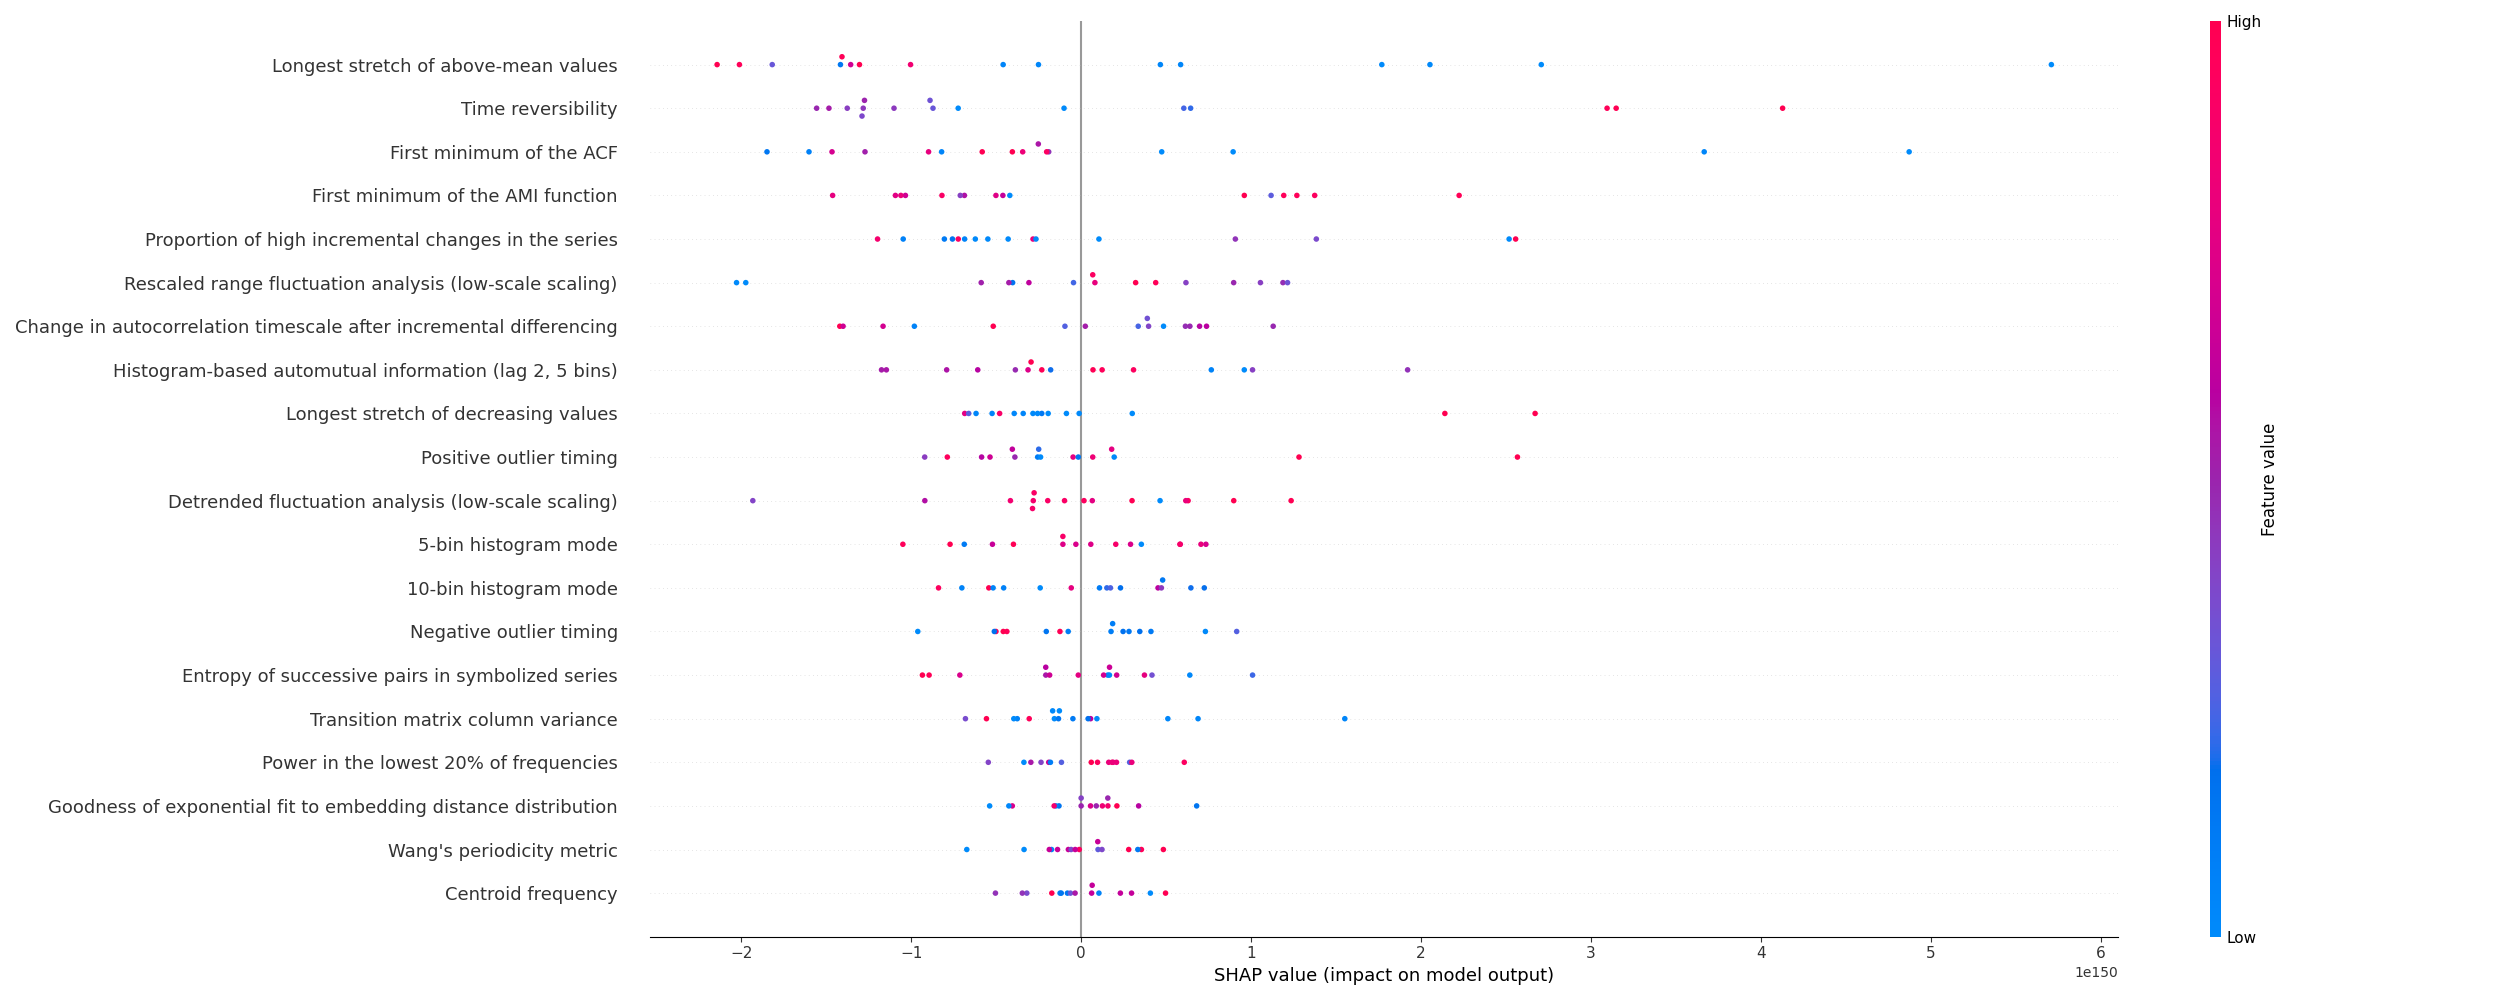 High
Longest stretch of above-mean values
Time reversibility
First minimum of the ACF
First minimum of the AMI function
Proportion of high incremental changes in the series
Rescaled range fluctuation analysis (low-scale scaling)
Change in autocorrelation timescale after incremental differencing
Histogram-based automutual information (lag 2, 5 bins)
Longest stretch of decreasing values
Positive outlier timing
Detrended fluctuation analysis (low-scale scaling)
5-bin histogram mode
10-bin histogram mode
Negative outlier timing
Entropy of successive pairs in symbolized series
Transition matrix column variance
Power in the lowest 20% of frequencies
Goodness of exponential fit to embedding distance distribution
Wang's periodicity metric
Centroid frequency
Feature value
Low
−2 −1 0 1 2 3 4 5 6
1e150
SHAP value (impact on model output)